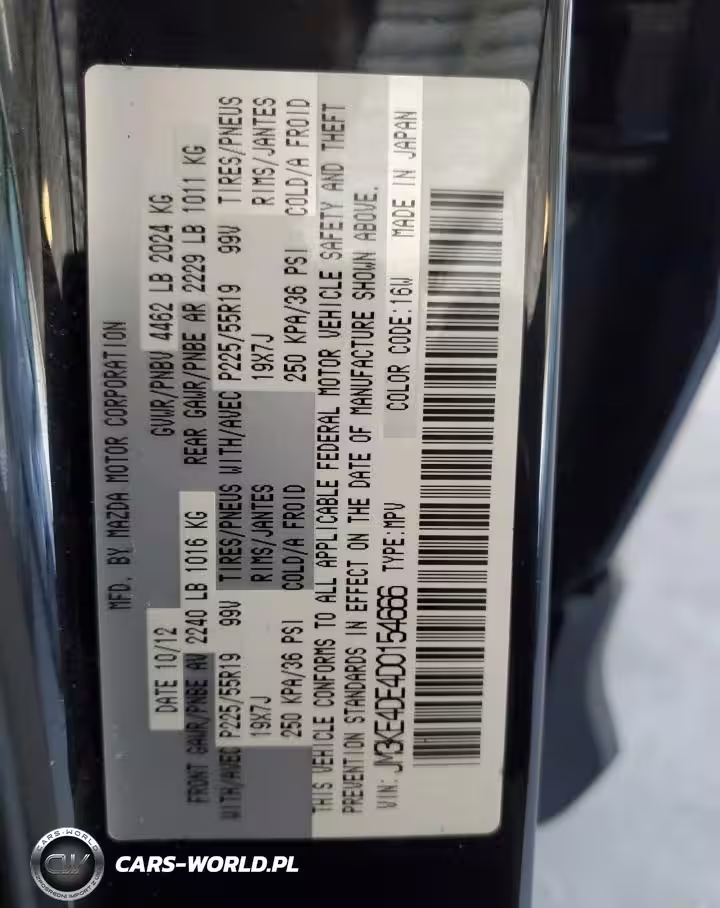 MFD. BY MAZDA MOTOR CORPORATION
DATE 10/12 GVWR/PNBV 4462 LB 2024 KG
FRONT GAWR/PNBE AV 2240 LB 1016 KG REAR GAWR/PNBE AR 2229 LB 1011 KG
WITH/AVEC P225/55R19 99V TIRES/PNEUS WITH/AVEC P225/55R19 99V TIRES/PNEUS
19X7J RIMS/JANTES 19X7J RIMS/JANTES
250 KPA/36 PSI COLD/A FROID 250 KPA/36 PSI COLD/A FROID
THIS VEHICLE CONFORMS TO ALL APPLICABLE FEDERAL MOTOR VEHICLE SAFETY AND THEFT
PREVENTION STANDARDS IN EFFECT ON THE DATE OF MANUFACTURE SHOWN ABOVE.
VIN: JM3KE4DE4D0154666 TYPE:MPV COLOR CODE:16W MADE IN JAPAN
CARS-WORLD
CW
CARS-WORLD.PL